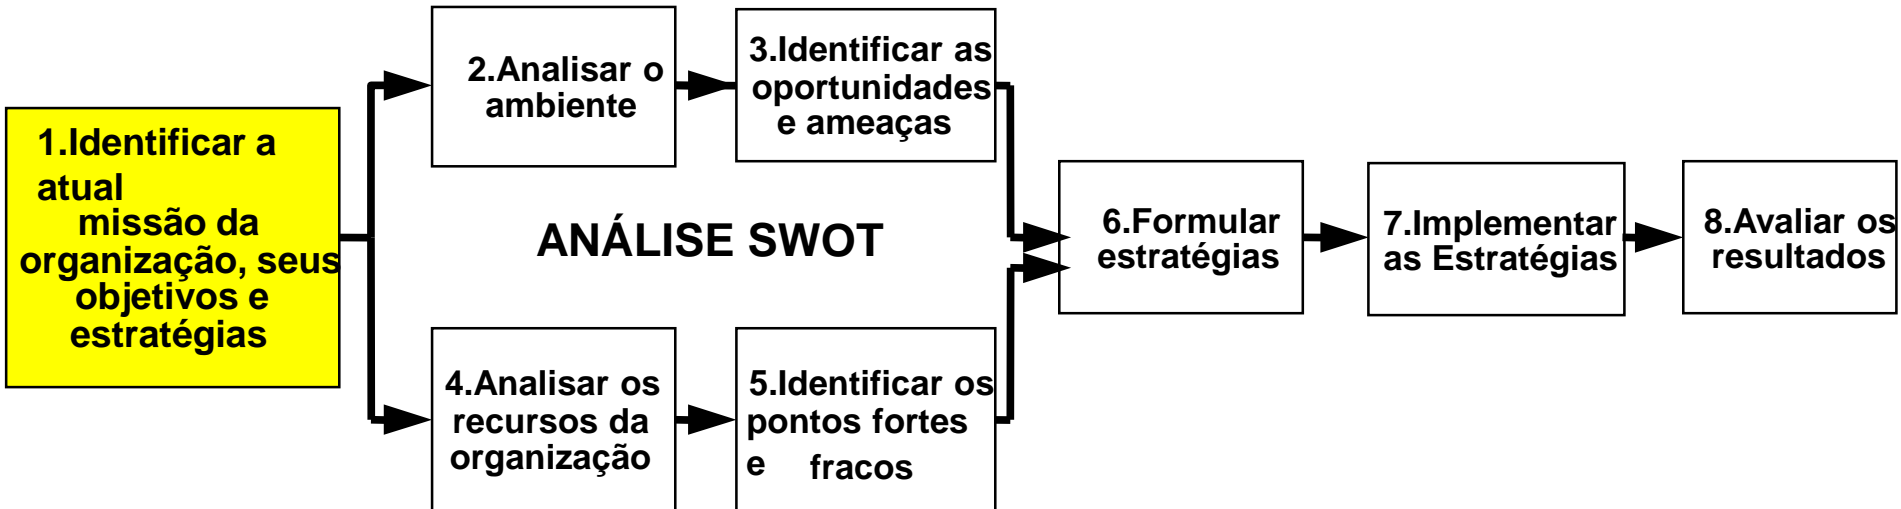 1.Identificar a
atual
missão da
organização, seus
objetivos e
estratégias
2.Analisar o
ambiente
3.Identificar as
oportunidades
e ameaças
ANÁLISE SWOT
4.Analisar os
recursos da
organização
5.Identificar os
pontos fortes
e fracos
6.Formular
estratégias
7.Implementar
as Estratégias
8.Avaliar os
resultados